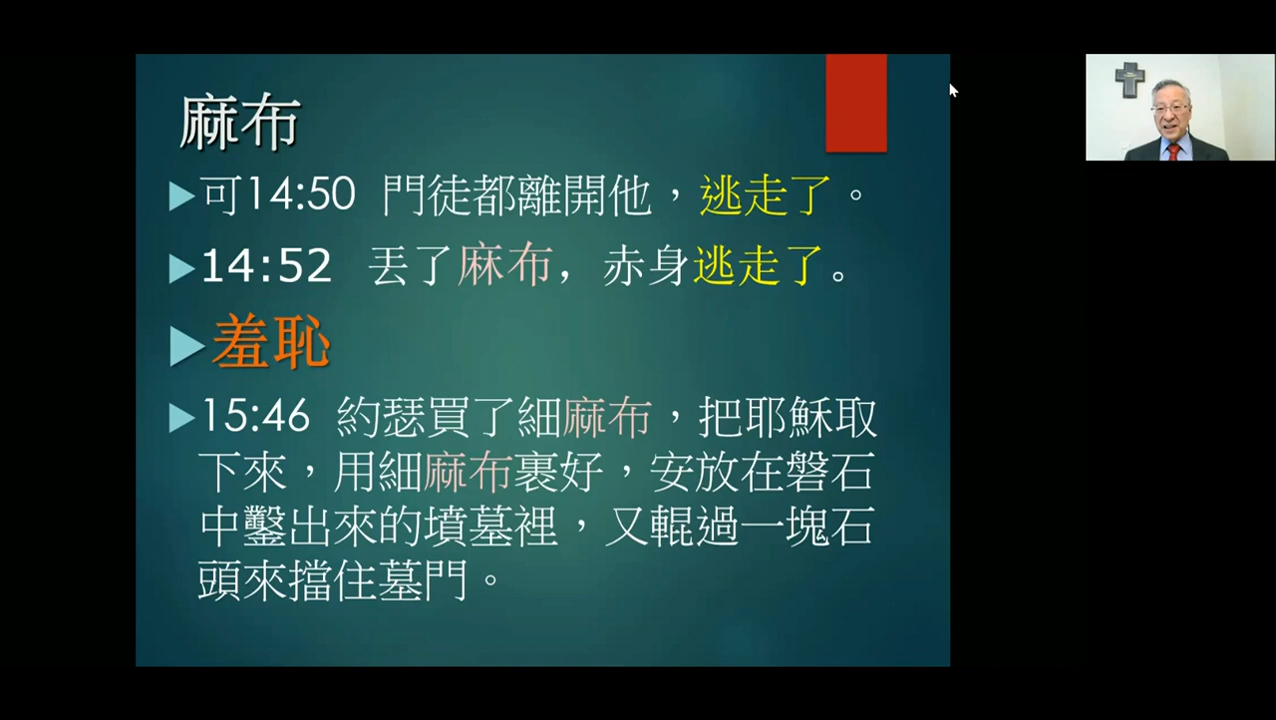 麻布
可14:50 門徒都離開他，逃走了。
14:52 丟了麻布，赤身逃走了。
羞恥
15:46 約瑟買了細麻布，把耶穌取
下來，用細麻布裹好，安放在磐石
中鑿出來的墳墓裡，又輥過一塊石
頭來擋住墓門。